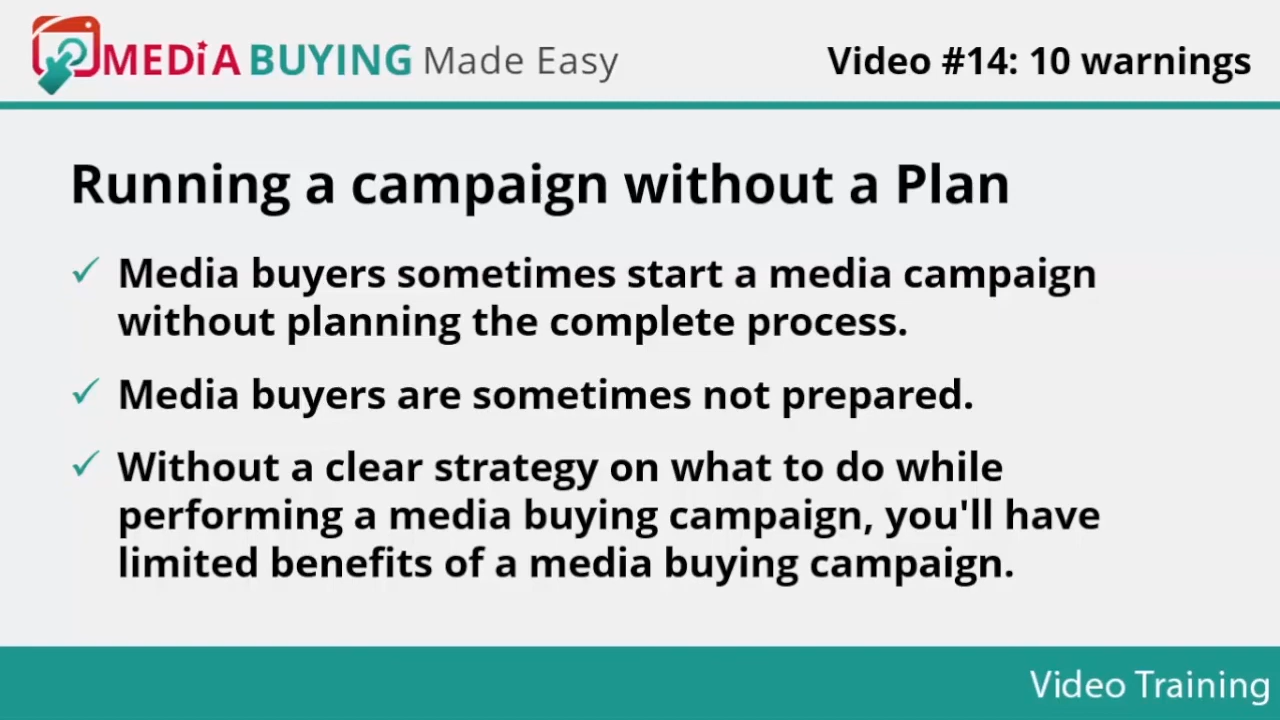 MEDiA BUYING Made Easy
Video #14: 10 warnings
Running a campaign without a Plan
✓ Media buyers sometimes start a media campaign
without planning the complete process.
✓ Media buyers are sometimes not prepared.
✓ Without a clear strategy on what to do while
performing a media buying campaign, you'll have
limited benefits of a media buying campaign.
Video Training